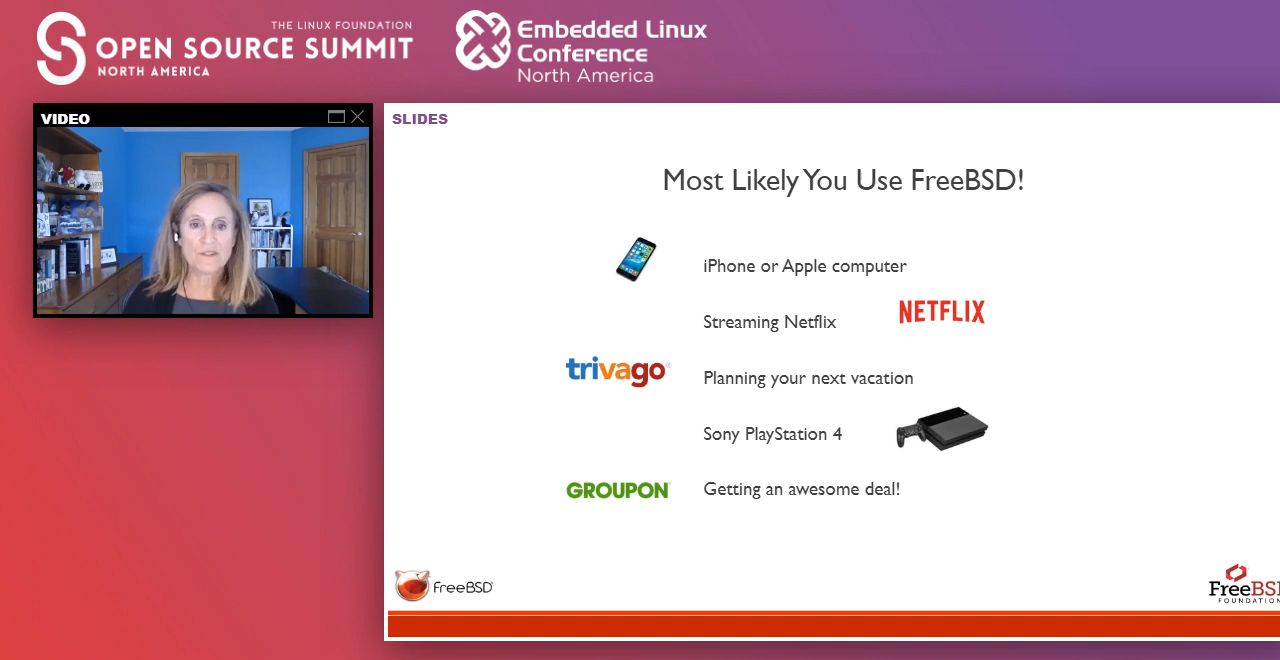 THE LINUX FOUNDATION
OPEN SOURCE SUMMIT
NORTH AMERICA
Embedded Linux
Conference
North America
VIDEO
SLIDES
Most Likely You Use FreeBSD!
iPhone or Apple computer
Streaming Netflix
NETFLIX
trivago
Planning your next vacation
Sony PlayStation 4
GROUPON
Getting an awesome deal!
FreeBSD
FreeBSD
FOUNDATION